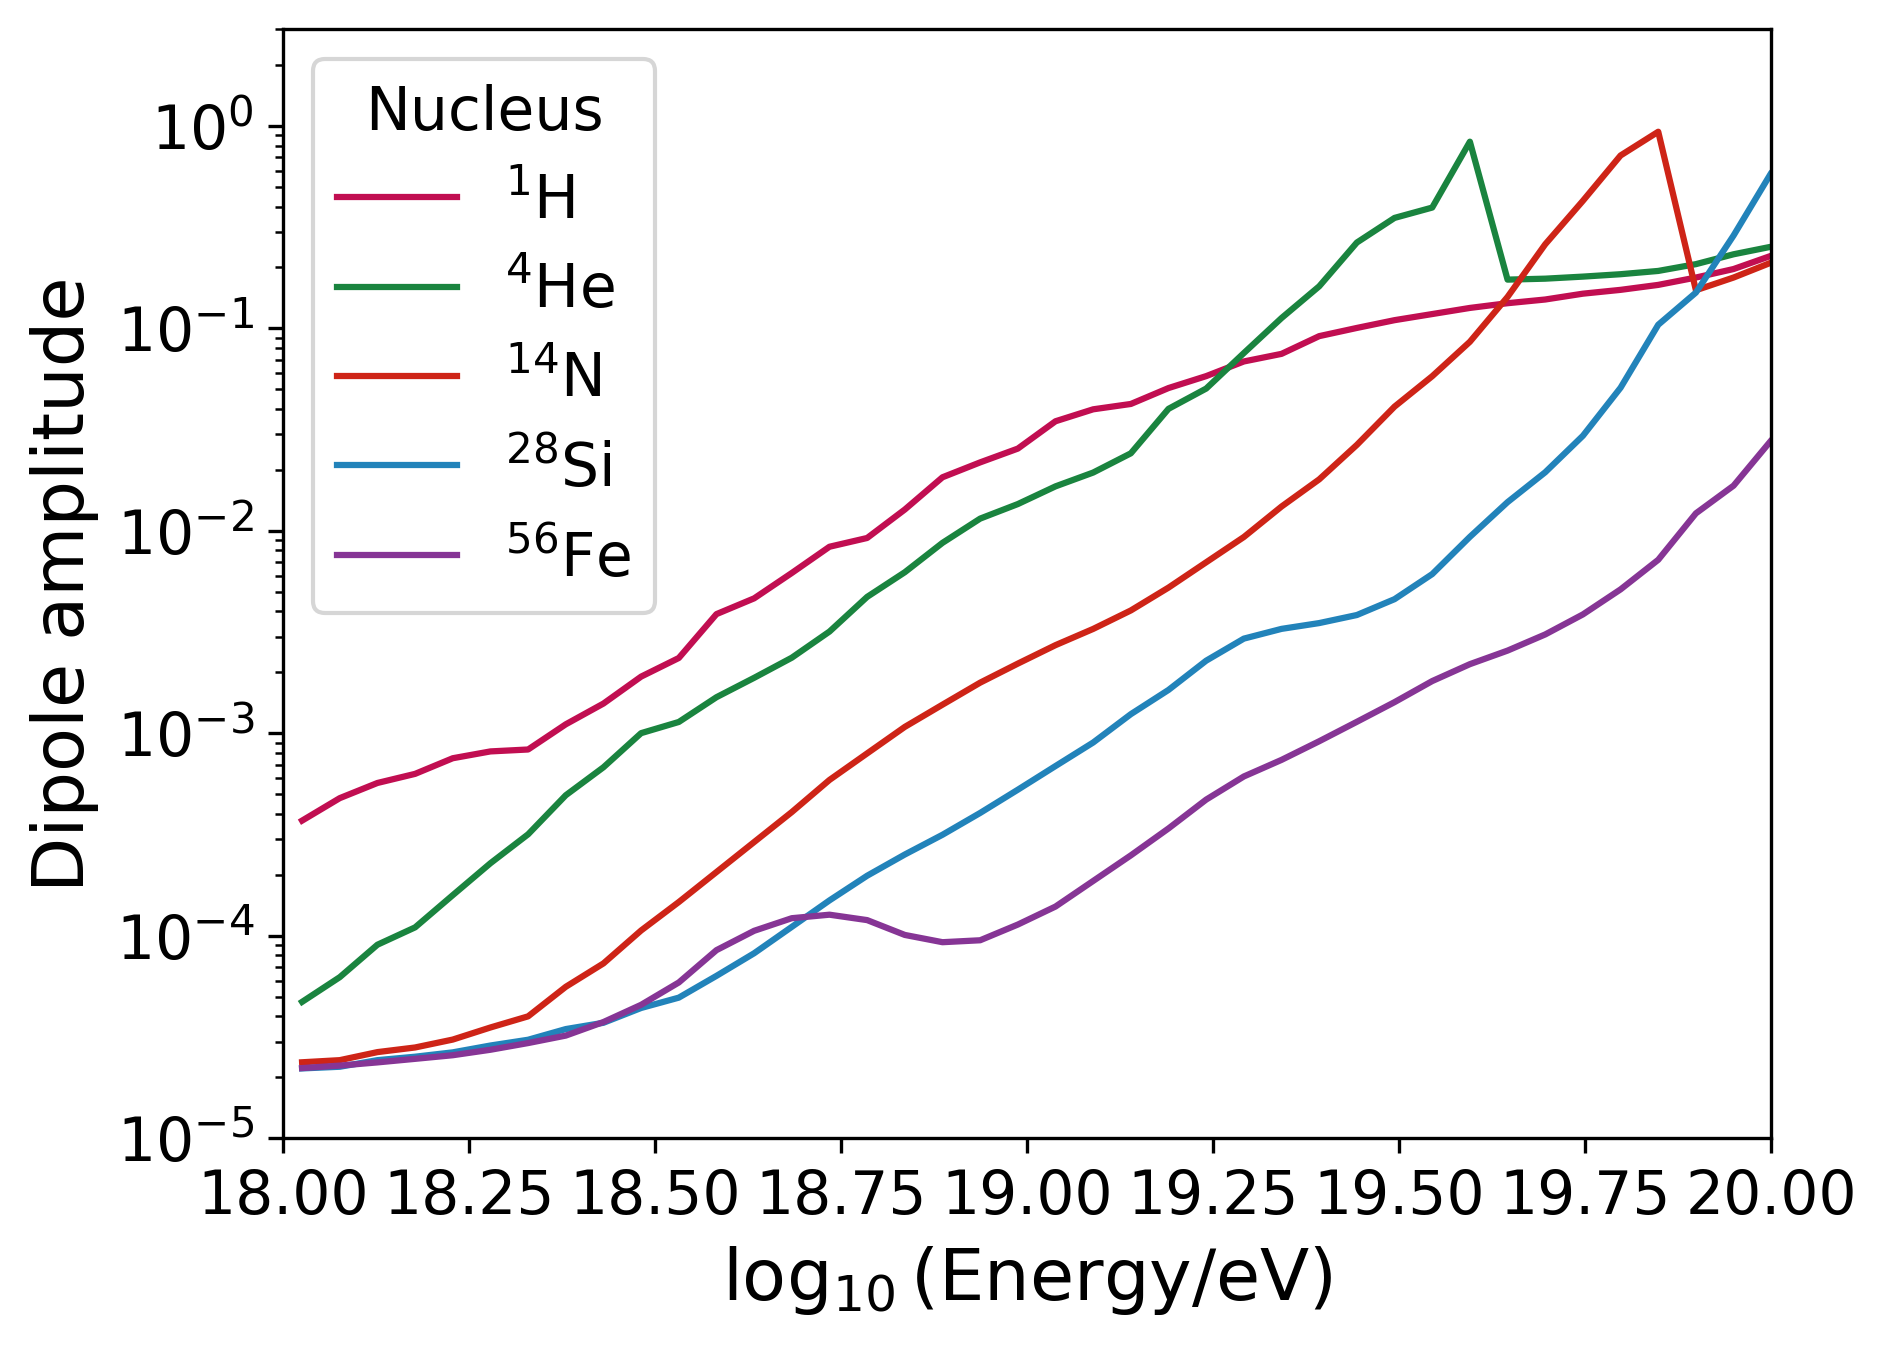 Nucleus
¹H
⁴He
¹⁴N
²⁸Si
⁵⁶Fe
Dipole amplitude
10⁰
10⁻¹
10⁻²
10⁻³
10⁻⁴
10⁻⁵
18.00 18.25 18.50 18.75 19.00 19.25 19.50 19.75 20.00
log₁₀ (Energy/eV)